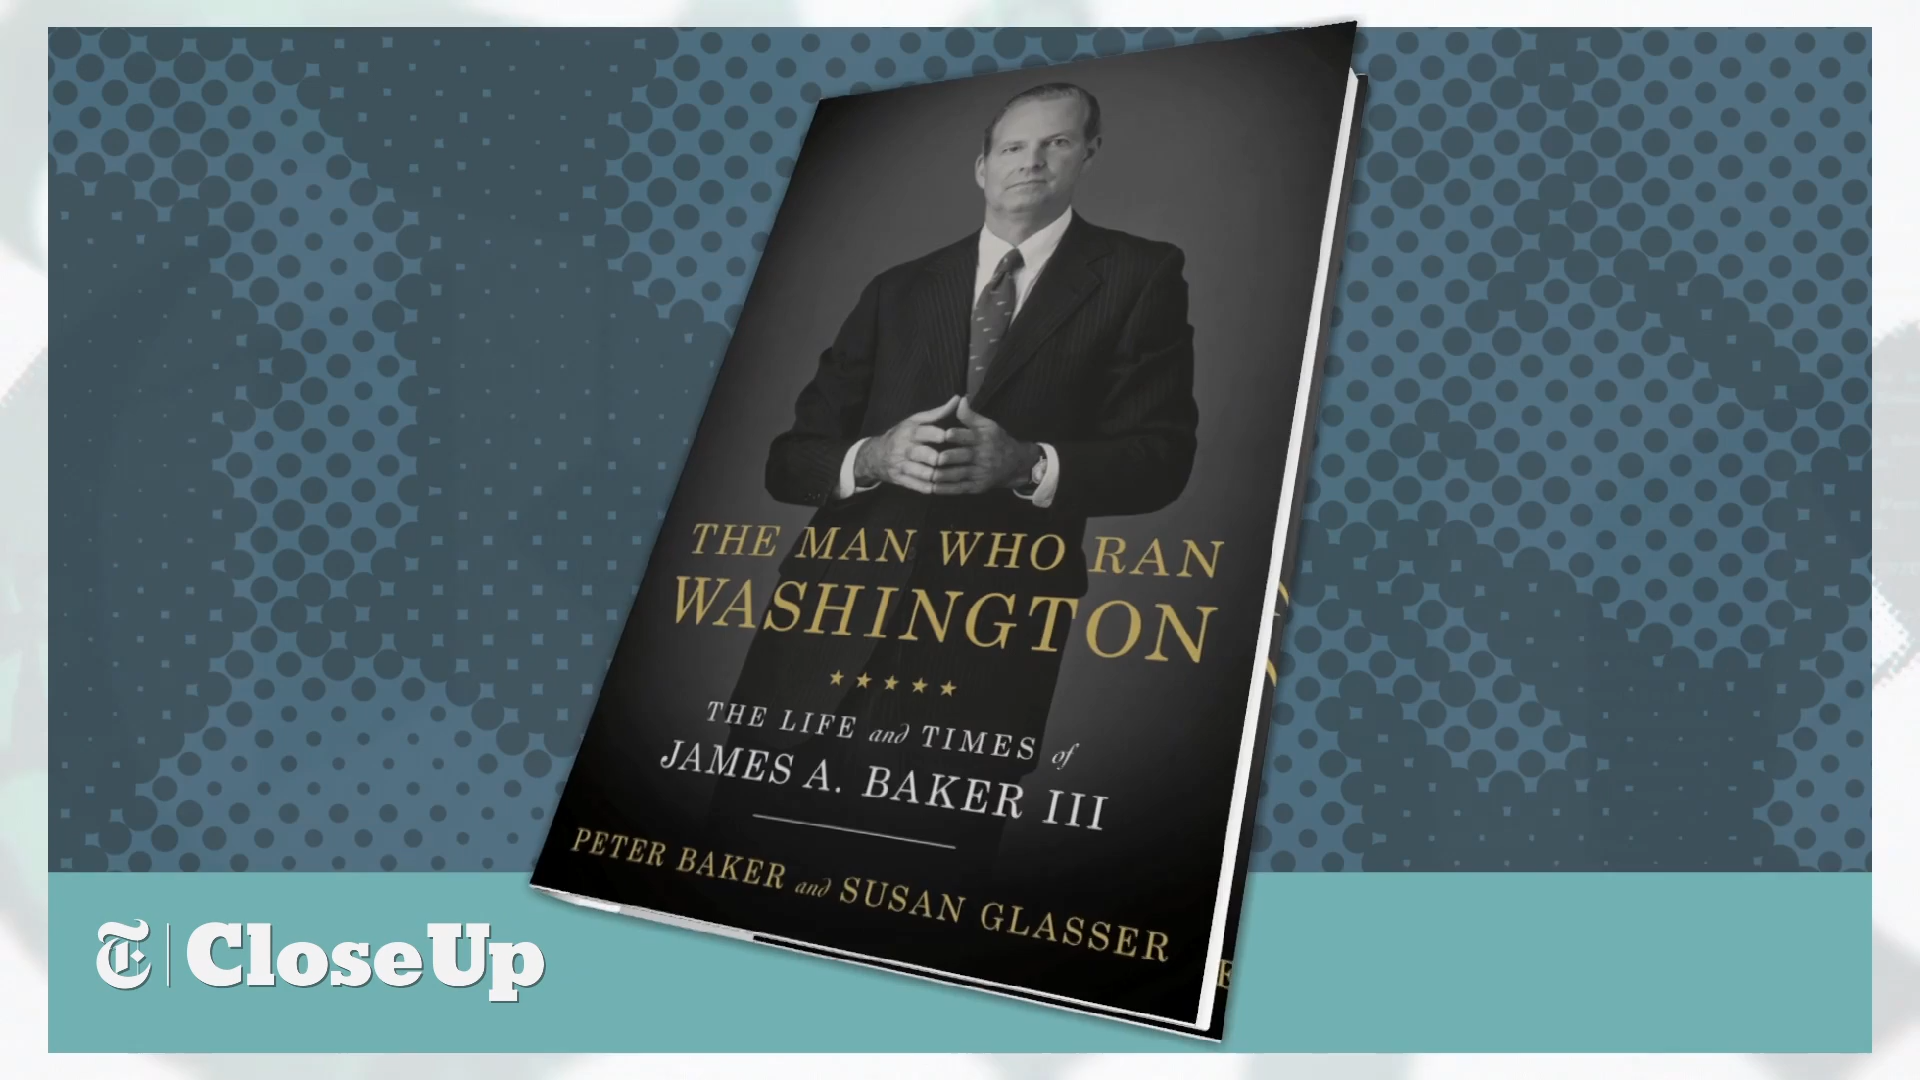 THE MAN WHO RAN
WASHINGTON
THE LIFE and TIMES of
JAMES A. BAKER III
PETER BAKER and SUSAN GLASSER
T CloseUp